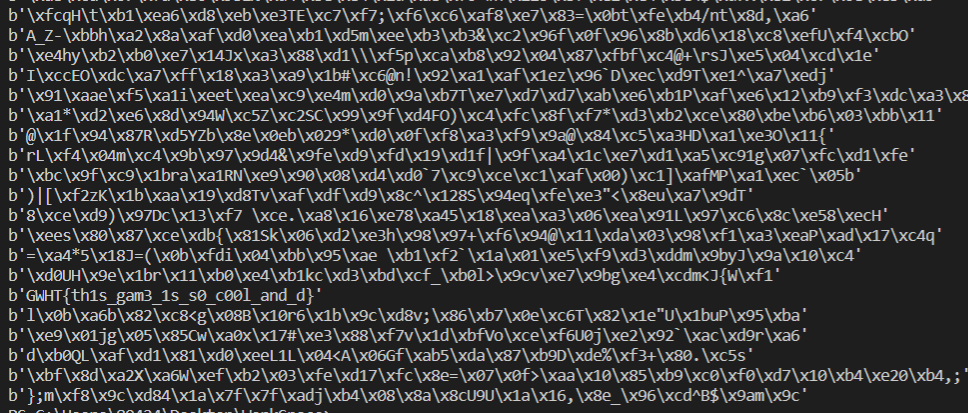 b'\xfcqH\t\xb1\xea6\xd8\xeb\xe3TE\xc7\xf7;\xf6\xc6\xaf8\xe7\x83=\x0bt\xfe\xb4/nt\x8d,\xa6'
b'A_Z-\xbbh\xa2\x8a\xaf\xd0\xea\xb1\xd5m\xee\xb3\xb3&\xc2\x96f\x0f\x96\x8b\xd6\x18\xc8\xefU\xf4\xcbO'
b'\xe4hy\xb2\xb0\xe7\x14Jx\xa3\x88\xd1\\\xf5p\xca\xb8\x92\x04\x87\xfbf\xc4@+\rsJ\xe5\x04\xcd\x1e'
b'I\xccEO\xdc\xa7\xff\x18\xa3\xa9\x1b#\xc6@n!\x92\xa1\xaf\x1ez\x96`D\xec\xd9T\xe1^\xa7\xedj'
b'\x91\xaae\xf5\xa1i\xeet\xea\xc9\xe4m\xd0\x9a\xb7T\xe7\xd7\xd7\xab\xe6\xb1P\xaf\xe6\x12\xb9\xf3\xdc\xa3\x8
b'\xa1*\xd2\xe6\x8d\x94W\xc5Z\xc2SC\x99\x9f\xd4FO)\xc4\xfc\x8f\xf7*\xd3\xb2\xce\x80\xbe\xb6\x03\xbb\x11'
b'@\x1f\x94\x87R\xd5YZb\x8e\x0eb\x029*\xd0\x0f\xf8\xa3\xf9\x9a@\x84\xc5\xa3HD\xa1\xe3O\x11{'
b'rL\xf4\x04m\xc4\x9b\x97\x9d4&\x9fe\xd9\xfd\x19\xd1f|\x9f\xa4\x1c\xe7\xd1\xa5\xc91g\x07\xfc\xd1\xfe'
b'\xbc\x9f\xc9\x1bra\xa1RN\xe9\x90\x08\xd4\xd0`7\xc9\xce\xc1\xaf\x00)\xc1]\xafMP\xa1\xec`\x05b'
b')|[\xf2zK\x1b\xaa\x19\xd8Tv\xaf\xdf\xd9\x8c^\x128S\x94eq\xfe\xe3"<\x8eu\xa7\x9dT'
b'8\xce\xd9)\x97Dc\x13\xf7 \xce.\xa8\x16\xe78\xa45\x18\xea\xa3\x06\xea\x91L\x97\xc6\x8c\xe58\xecH'
b'\xees\x80\x87\xce\xdb{\x81Sk\x06\xd2\xe3h\x98\x97+\xf6\x94@\x11\xda\x03\x98\xf1\xa3\xeaP\xad\x17\xc4q'
b'=\xa4*5\x18J=(\x0b\xfdi\x04\xbb\x95\xae \xb1\xf2`\x1a\x01\xe5\xf9\xd3\xddm\x9byJ\x9a\x10\xc4'
b'\xd0UH\x9e\x1br\x11\xb0\xe4\xb1kc\xd3\xbd\xcf_\xb0l>\x9cv\xe7\x9bg\xe4\xcdm<J{W\xf1'
b'GWHT{th1s_gam3_1s_s0_c00l_and_d}'
b'l\x0b\xa6b\x82\xc8<g\x08B\x10r6\x1b\x9c\xd8v;\x86\xb7\x0e\xc6T\x82\x1e"U\x1buP\x95\xba'
b'\xe9\x01jg\x05\x85Cw\xa0x\x17#\xe3\x88\xf7v\x1d\xbfVo\xce\xf6U0j\xe2\x92`\xac\xd9r\xa6'
b'd\xb0QL\xaf\xd1\x81\xd0\xeeL1L\x04<A\x06Gf\xab5\xda\x87\xb9D\xde%\xf3+\x80.\xc5s'
b'\xbf\x8d\xa2X\xa6W\xef\xb2\x03\xfe\xd17\xfc\x8e=\x07\x0f>\xaa\x10\x85\xb9\xc0\xf0\xd7\x10\xb4\xe20\xb4,;'
b'};m\xf8\x9c\xd84\x1a\x7f\x7f\xadj\xb4\x08\x8a\x8cU9U\x1a\x16,\x8e_\x96\xcd^B$\x9am\x9c'